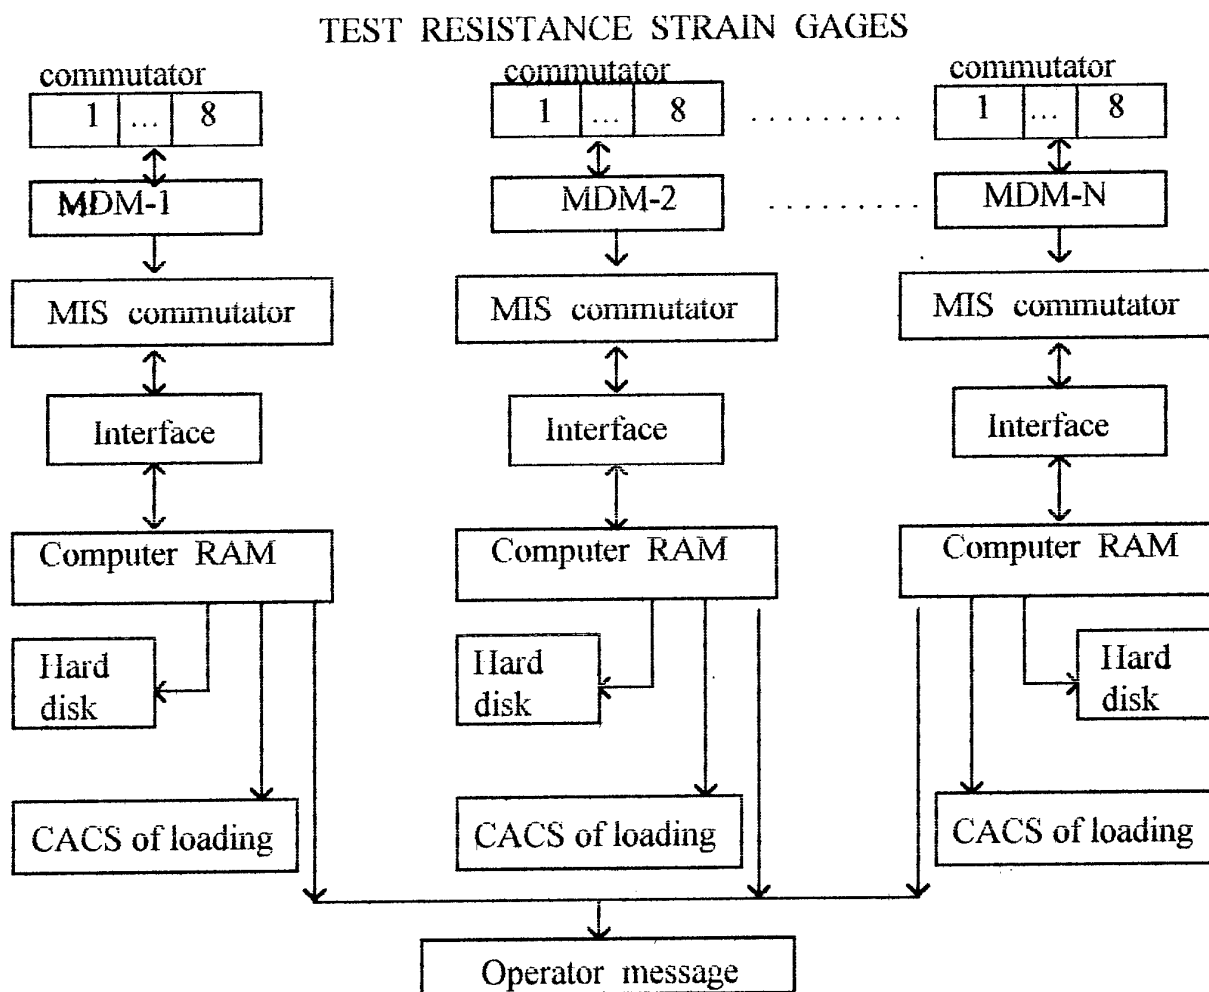 TEST RESISTANCE STRAIN GAGES
commutator commutator commutator
1 ... 8 1 ... 8 ......... 1 ... 8
MDM-1 MDM-2 ......... MDM-N
MIS commutator MIS commutator MIS commutator
Interface Interface Interface
Computer RAM Computer RAM Computer RAM
Hard Hard Hard
disk disk disk
CACS of loading CACS of loading CACS of loading
Operator message